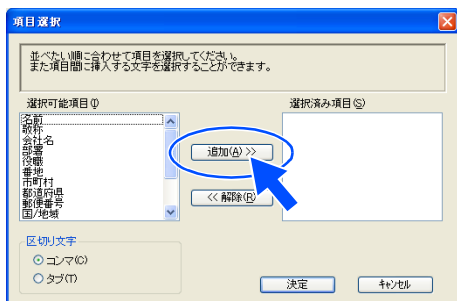 項目選択
並べたい順に合わせて項目を選択してください。
また項目間に挿入する文字を選択することができます。
選択可能項目(I)
選択済み項目(S)
名前
敬称
会社名
部署
役職
番地
市町村
都道府県
郵便番号
国/地域
追加(A) >>
<< 解除(R)
区切り文字
コンマ(C)
タブ(T)
決定
キャンセル